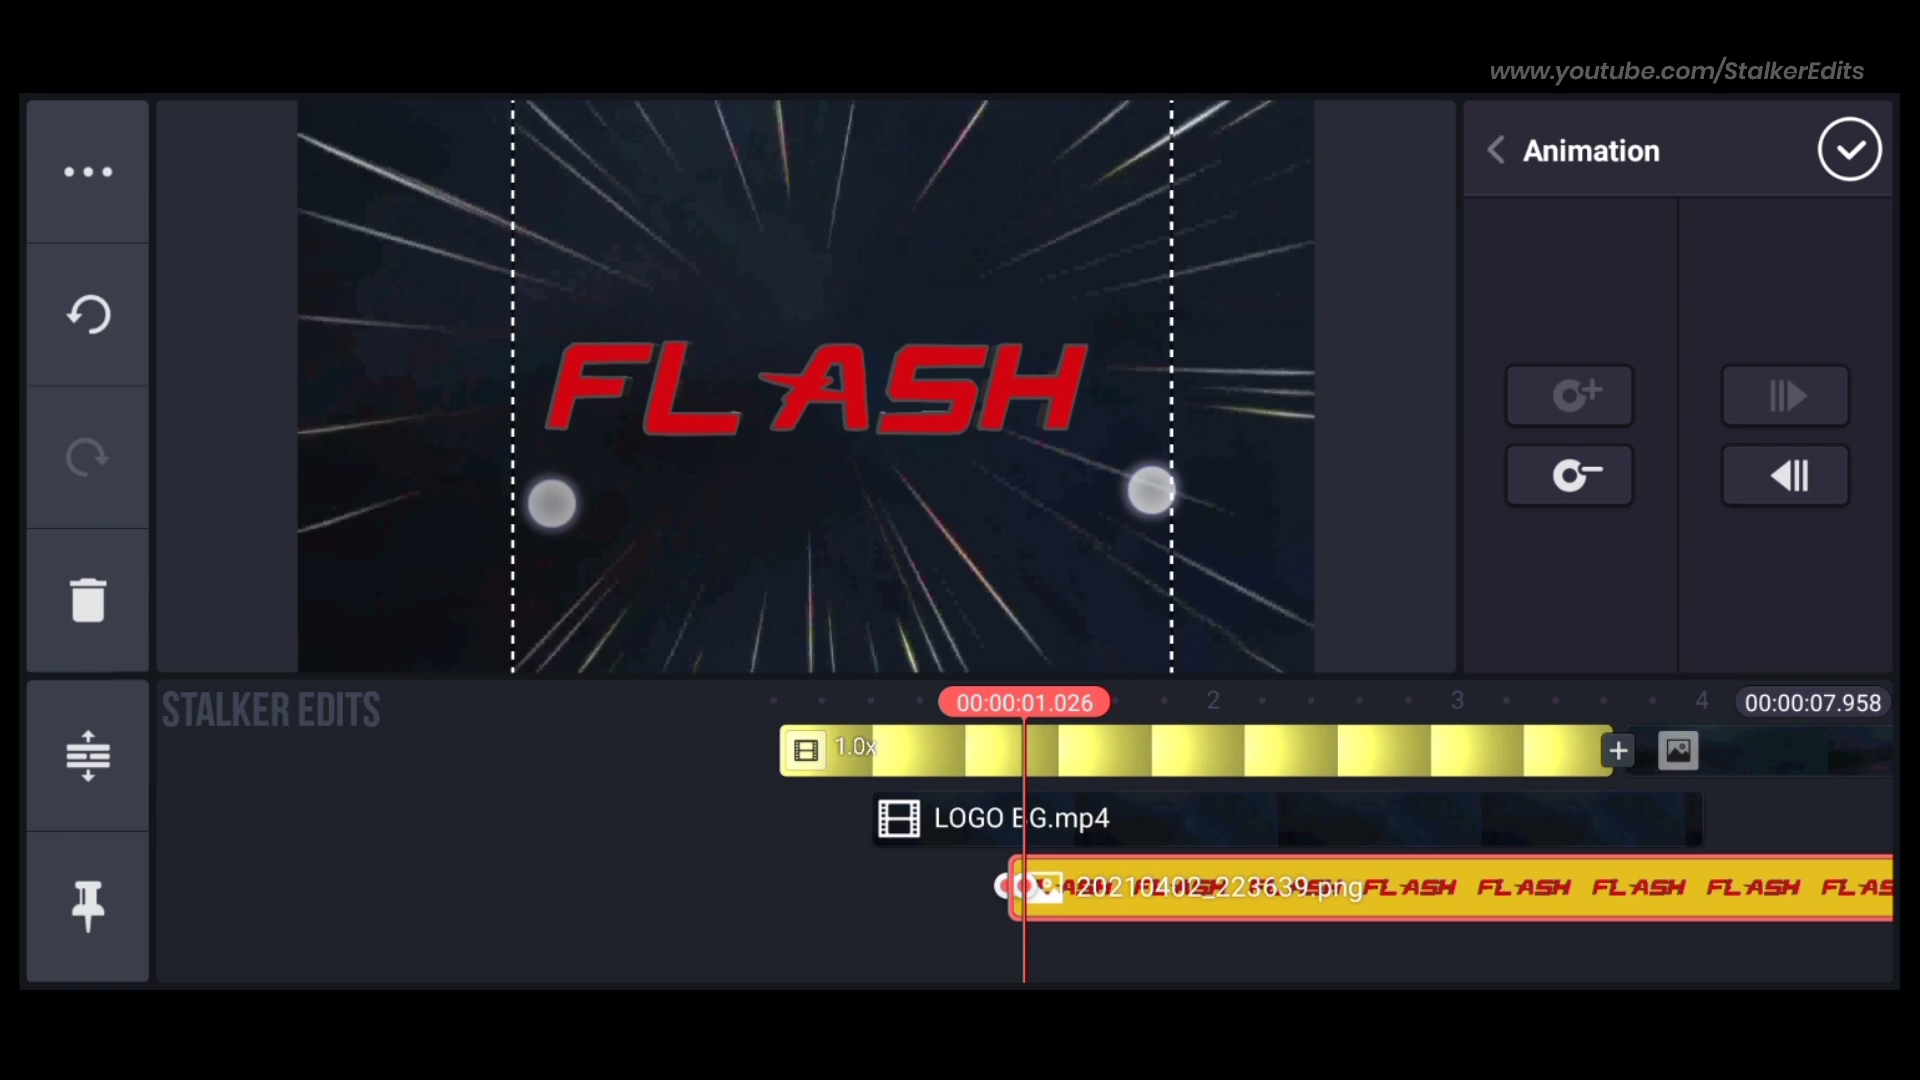 www.youtube.com/StalkerEdits
Animation
FLASH
STALKER EDITS
00:00:01.026
2
3
4
00:00:07.958
1.0x
LOGO BG.mp4
20210402_223639.png
FLASH FLASH FLASH FLASH FLAS